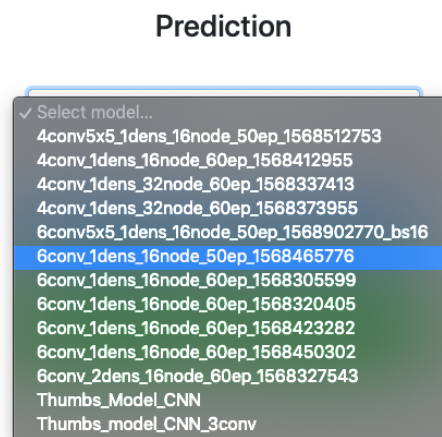 Prediction
✓ Select model...
4conv5x5_1dens_16node_50ep_1568512753
4conv_1dens_16node_60ep_1568412955
4conv_1dens_32node_60ep_1568337413
4conv_1dens_32node_60ep_1568373955
6conv5x5_1dens_16node_50ep_1568902770_bs16
6conv_1dens_16node_50ep_1568465776
6conv_1dens_16node_60ep_1568305599
6conv_1dens_16node_60ep_1568320405
6conv_1dens_16node_60ep_1568423282
6conv_1dens_16node_60ep_1568450302
6conv_2dens_16node_60ep_1568327543
Thumbs_Model_CNN
Thumbs_model_CNN_3conv